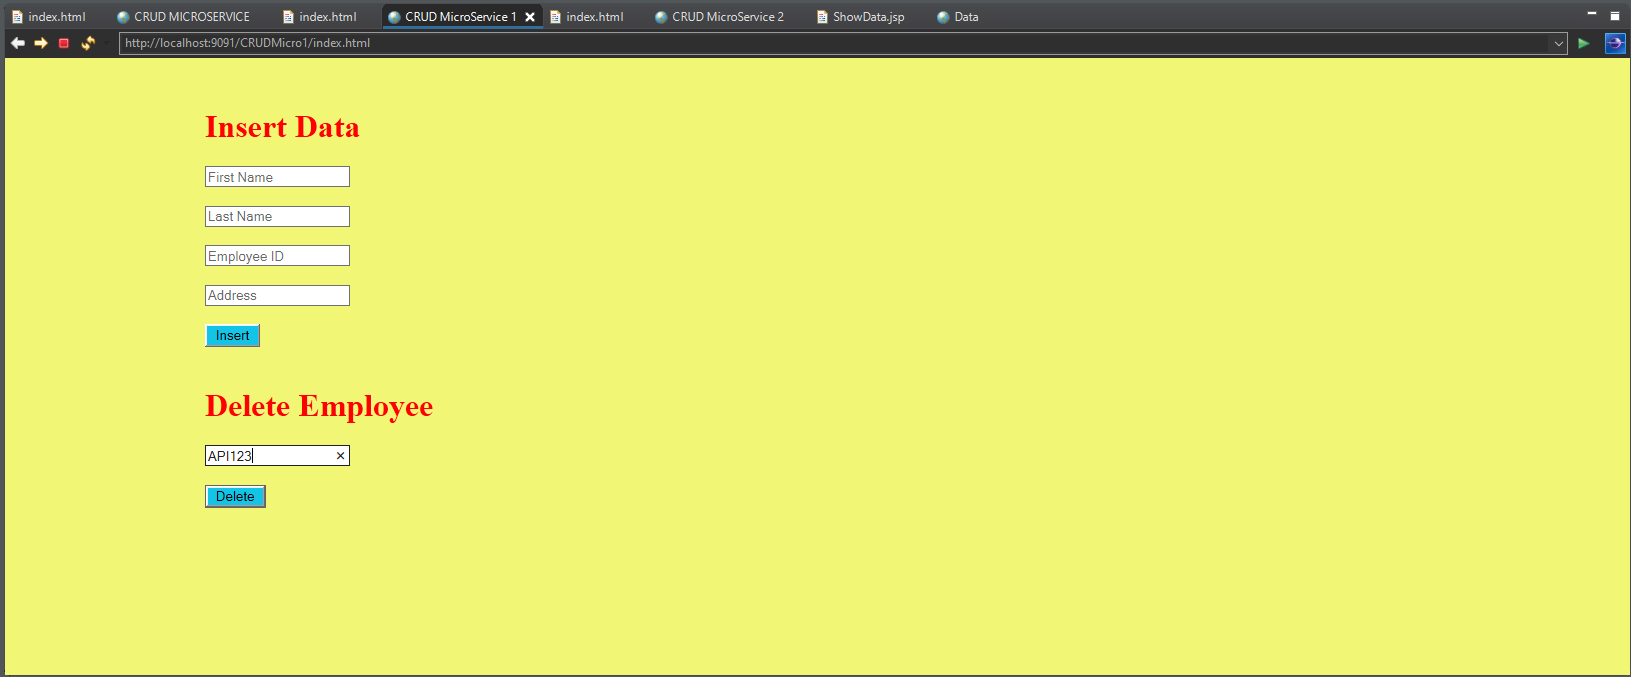 index.html CRUD MICROSERVICE index.html CRUD MicroService 1 index.html CRUD MicroService 2 ShowData.jsp Data
http://localhost:9091/CRUDMicro1/index.html
Insert Data
First Name
Last Name
Employee ID
Address
Insert
Delete Employee
API123
Delete